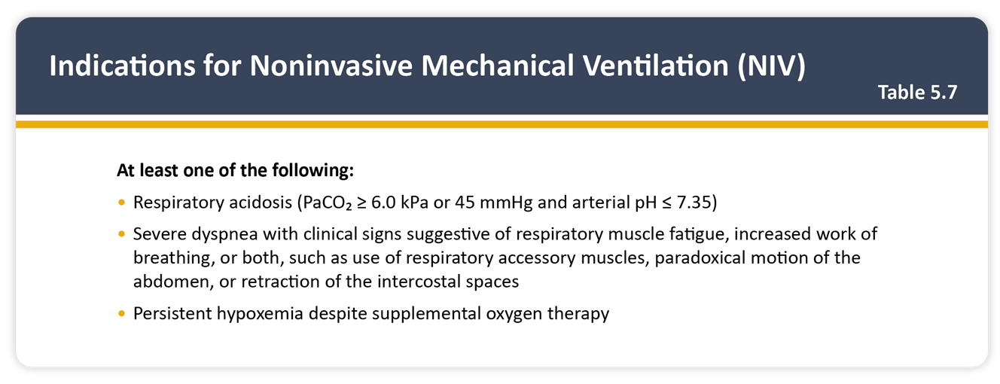 Indications for Noninvasive Mechanical Ventilation (NIV)
Table 5.7
At least one of the following:
• Respiratory acidosis (PaCO₂ ≥ 6.0 kPa or 45 mmHg and arterial pH ≤ 7.35)
• Severe dyspnea with clinical signs suggestive of respiratory muscle fatigue, increased work of
breathing, or both, such as use of respiratory accessory muscles, paradoxical motion of the
abdomen, or retraction of the intercostal spaces
• Persistent hypoxemia despite supplemental oxygen therapy